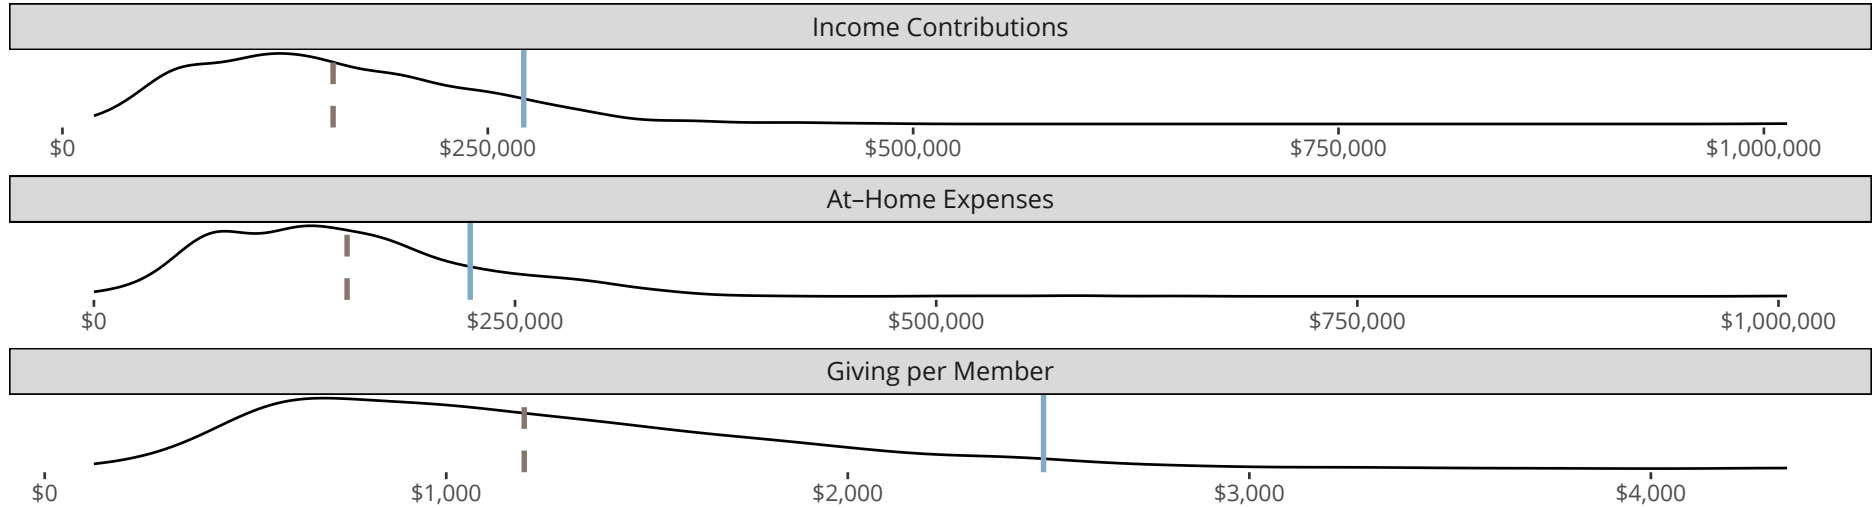 Income Contributions
$0 $250,000 $500,000 $750,000 $1,000,000
At–Home Expenses
$0 $250,000 $500,000 $750,000 $1,000,000
Giving per Member
$0 $1,000 $2,000 $3,000 $4,000